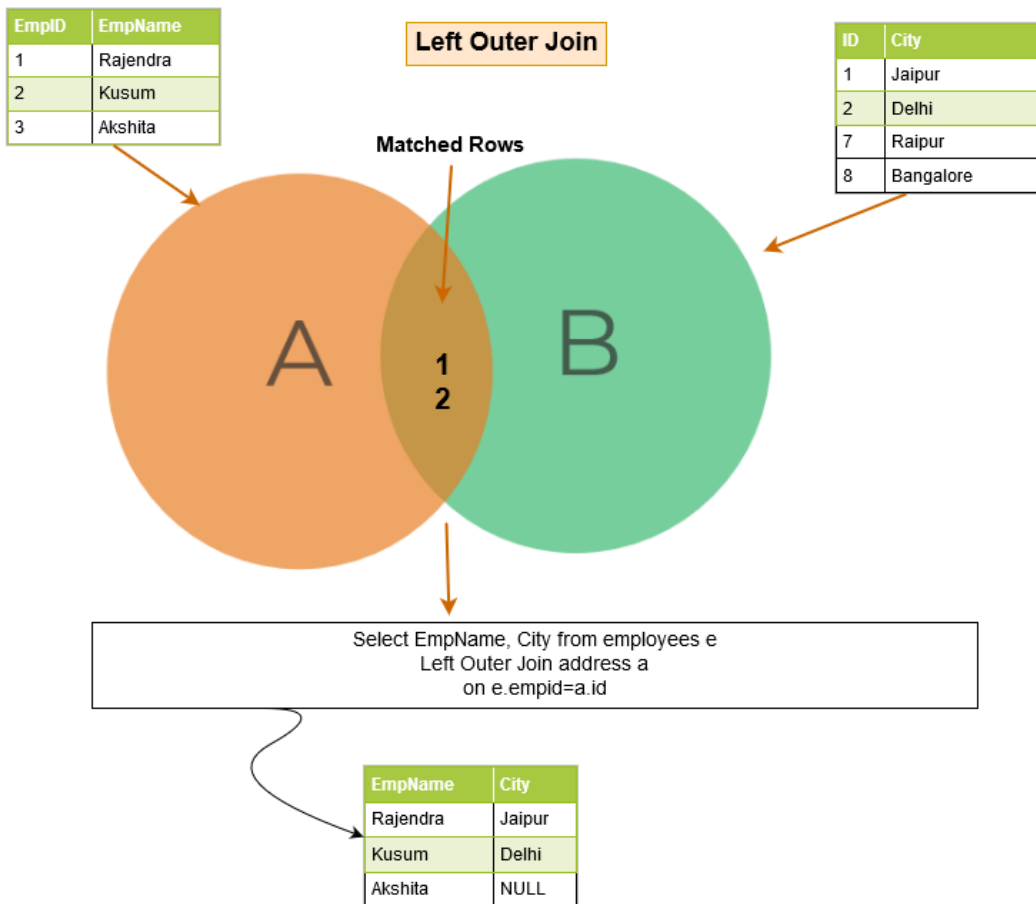 EmpID EmpName
1 Rajendra
2 Kusum
3 Akshita
Left Outer Join
ID City
1 Jaipur
2 Delhi
7 Raipur
8 Bangalore
Matched Rows
A
B
1
2
Select EmpName, City from employees e
Left Outer Join address a
on e.empid=a.id
EmpName City
Rajendra Jaipur
Kusum Delhi
Akshita NULL